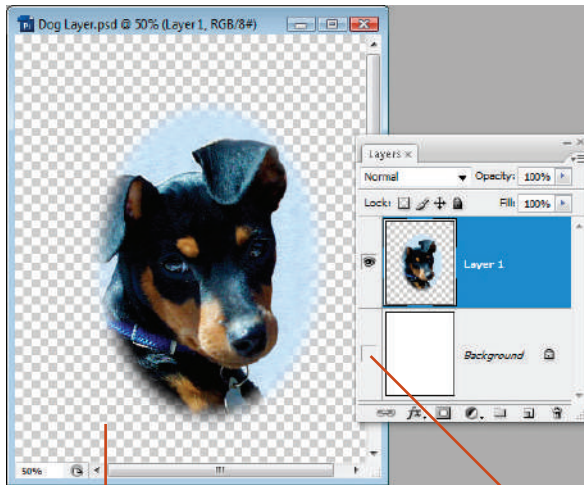 Dog Layer.psd @ 50% (Layer 1, RGB/8#)
Layers x
Normal Opacity: 100%
Lock: Fill: 100%
Layer 1
Background
fx.
50%